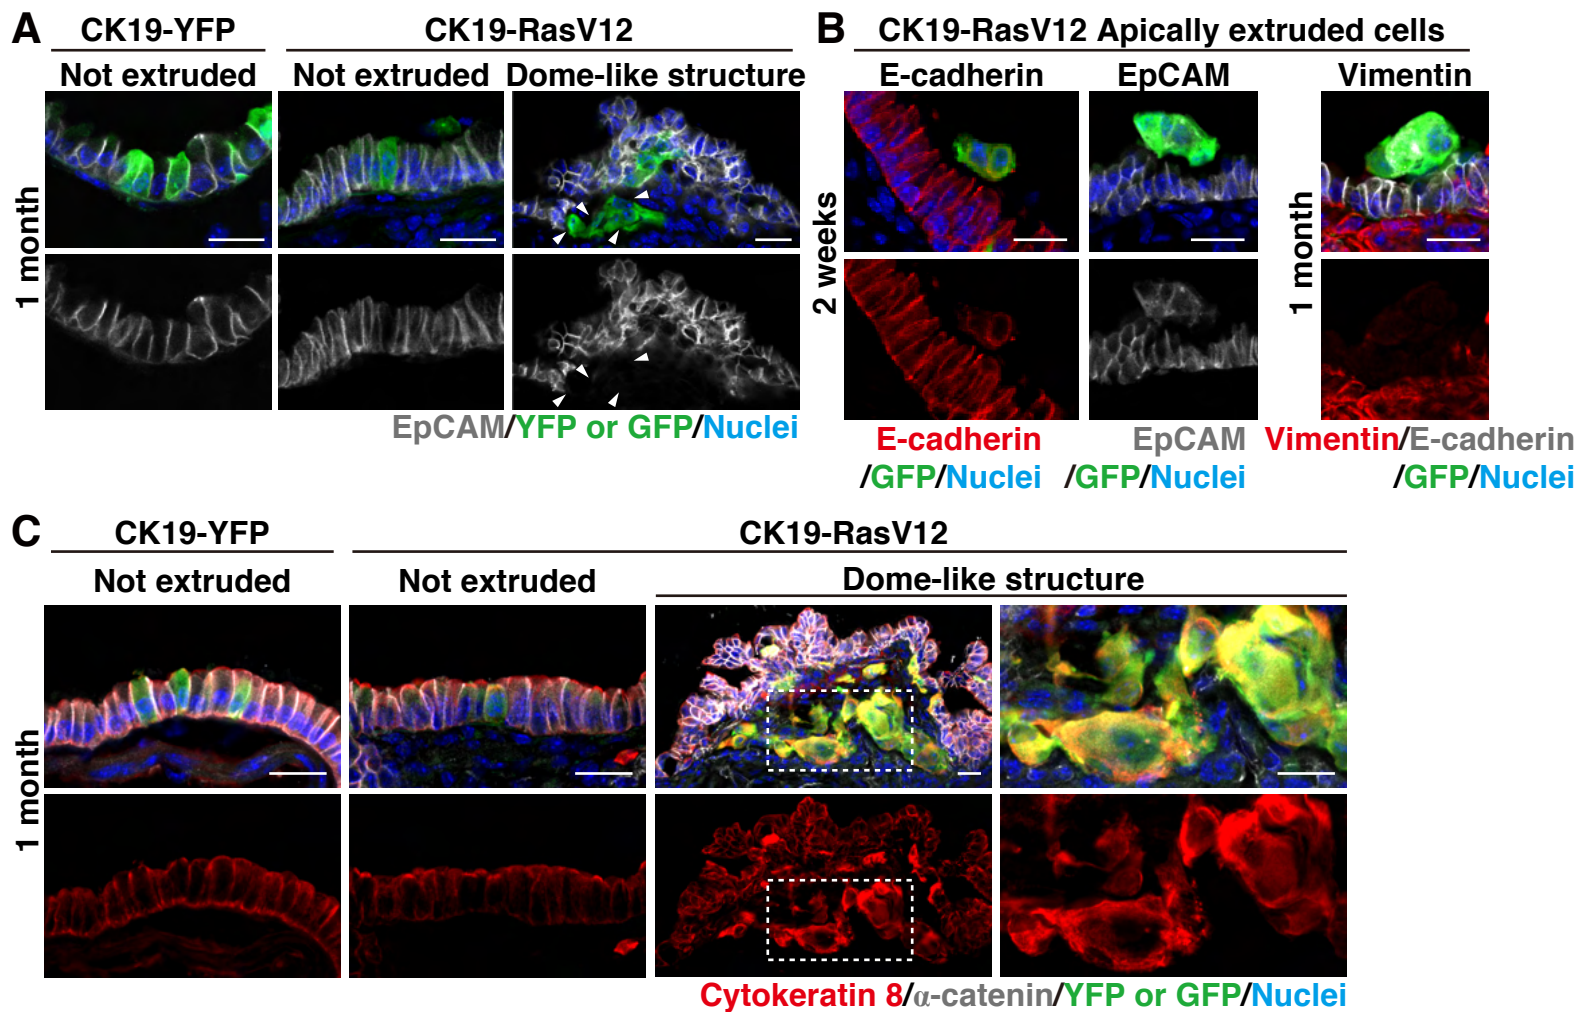 A
CK19-YFP
CK19-RasV12
Not extruded
Not extruded
Dome-like structure
1 month
EpCAM/YFP or GFP/Nuclei
B
CK19-RasV12 Apically extruded cells
E-cadherin
EpCAM
Vimentin
2 weeks
1 month
E-cadherin
/GFP/Nuclei
EpCAM
/GFP/Nuclei
Vimentin/E-cadherin
/GFP/Nuclei
C
CK19-YFP
CK19-RasV12
Not extruded
Not extruded
Dome-like structure
1 month
Cytokeratin 8/α-catenin/YFP or GFP/Nuclei